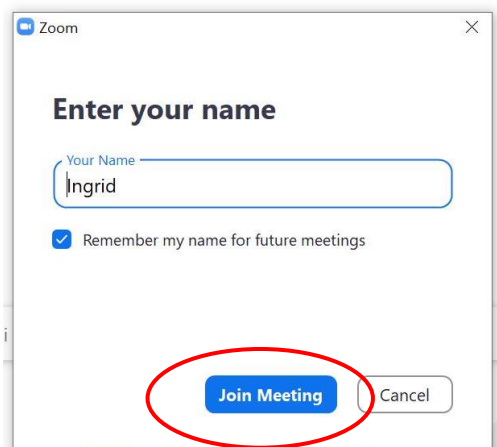 Zoom
Enter your name
Your Name
Ingrid
Remember my name for future meetings
i
Join Meeting
Cancel